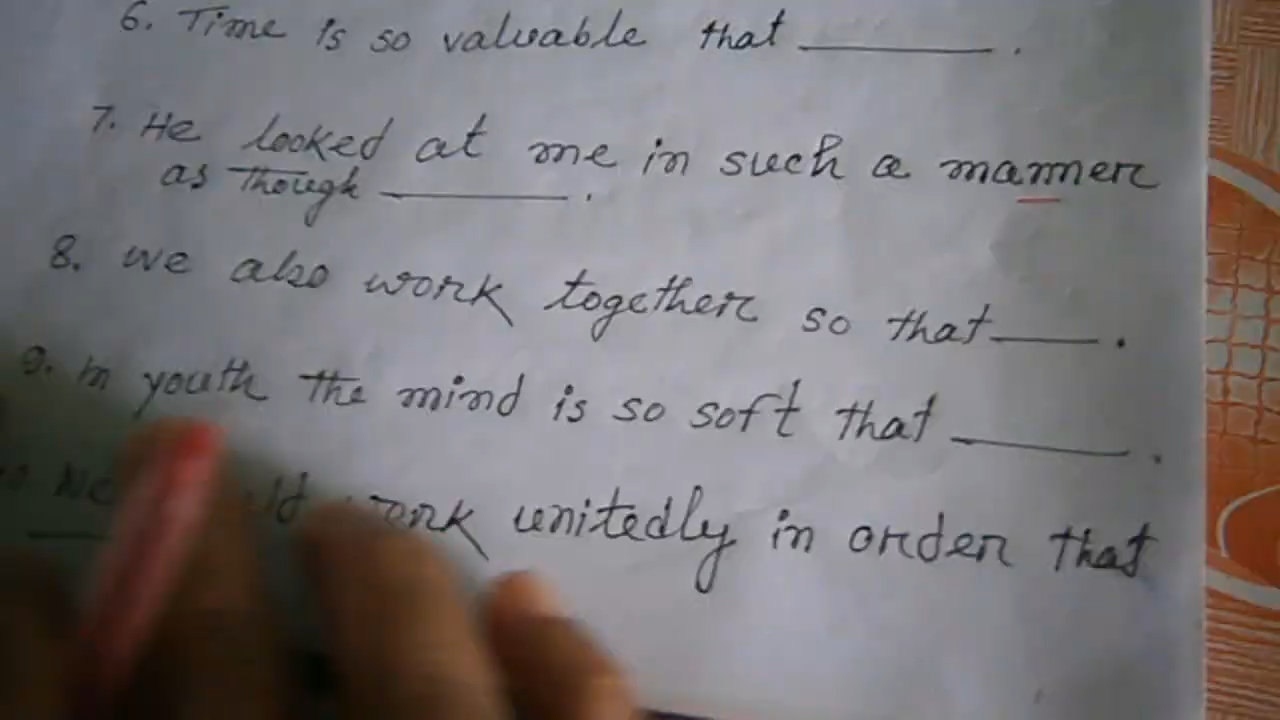 6. Time is so valuable that ________.
7. He looked at me in such a manner
as though ________.
8. we also work together so that ____.
9. In youth the mind is so soft that ________.
work unitedly in order that